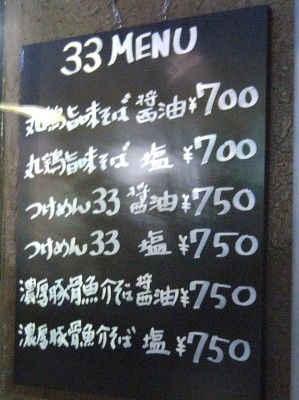 33 MENU
丸鶏旨味そば 醤油 ¥700
丸鶏旨味そば 塩 ¥700
つけめん33 醤油 ¥750
つけめん33 塩 ¥750
濃厚豚骨魚介そば 醤油 ¥750
濃厚豚骨魚介そば 塩 ¥750